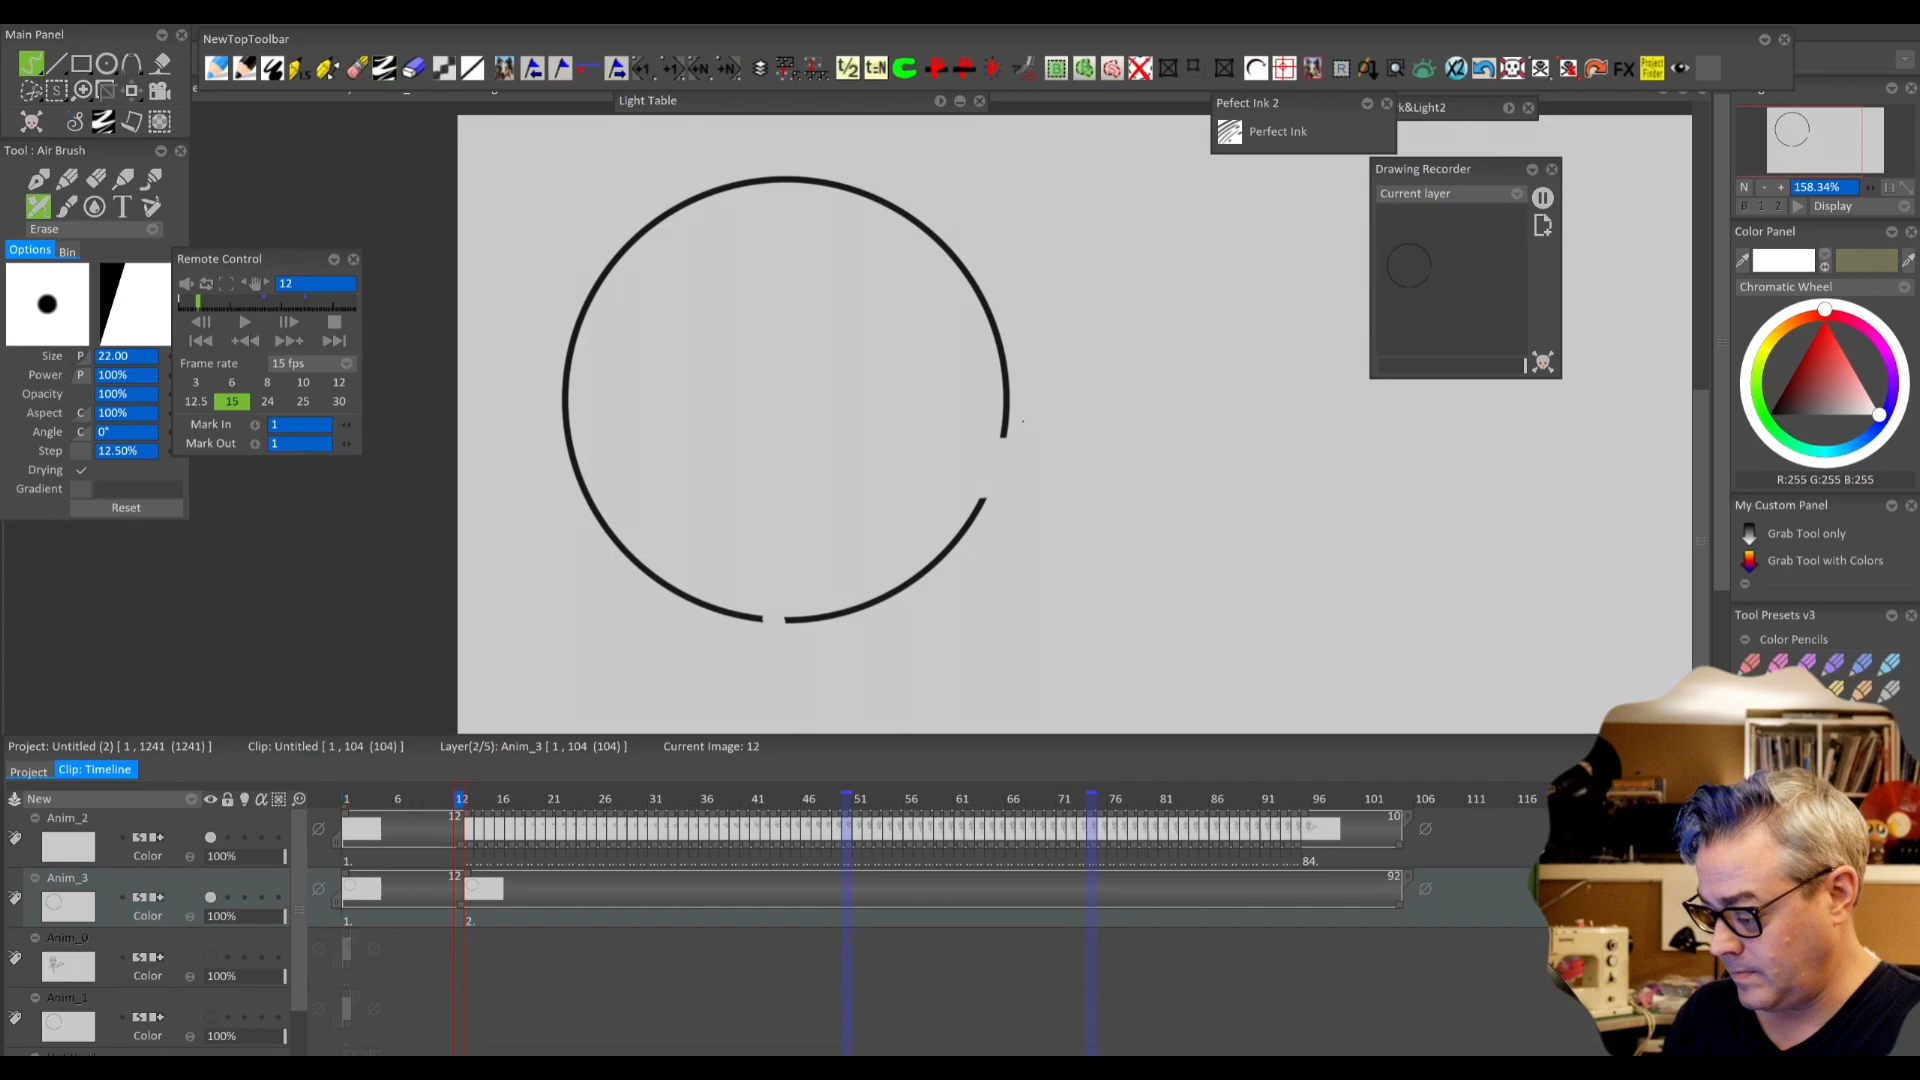 Main Panel
NewTopToolbar
Light Table
Pefect Ink 2
k&Light2
Perfect Ink
Tool : Air Brush
Erase
Options
Bin
Size P 22.00
Power P 100%
Opacity 100%
Aspect C 100%
Angle C 0°
Step 12.50%
Drying
Gradient
Reset
Remote Control
12
Frame rate 15 fps
3 6 8 10 12
12.5 15 24 25 30
Mark In 1
Mark Out 1
Drawing Recorder
Current layer
N - + 158.34% 1:1
B 1 2 Display
Color Panel
Chromatic Wheel
R:255 G:255 B:255
My Custom Panel
Grab Tool only
Grab Tool with Colors
Tool Presets v3
Color Pencils
Project: Untitled (2) [ 1 , 1241 (1241) ] Clip: Untitled [ 1 , 104 (104) ] Layer(2/5): Anim_3 [ 1 , 104 (104) ] Current Image: 12
Project Clip: Timeline
New 1 6 12 16 21 26 31 36 41 46 51 56 61 66 71 76 81 86 91 96 101 106 111 116
Anim_2 12 10
Color 100%
1. 84.
Anim_3 12 92
Color 100%
1. 2.
Anim_0
Color 100%
Anim_1
Color 100%